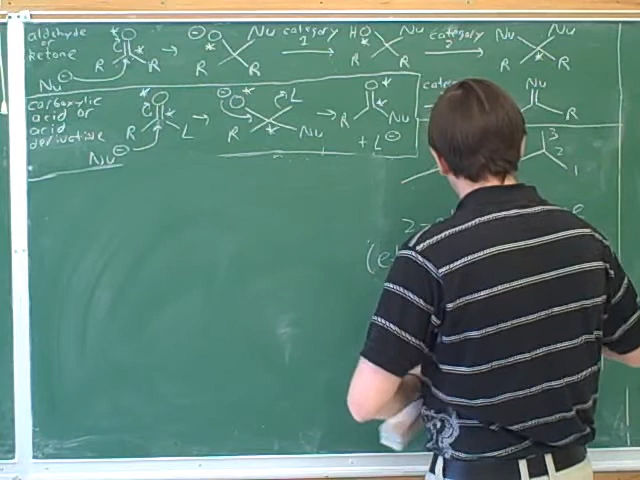 aldehyde
or
ketone
* O
* R R
Nu⊖
⊖ O * Nu R R
category
1
HO * Nu R R
category
2
Nu Nu R * R
carboxylic
acid or
acid
derivative
* O * R L
Nu⊖
⊖ O * L R * Nu
O * * R Nu
+ L⊖
Nu R
3
2
1
2-